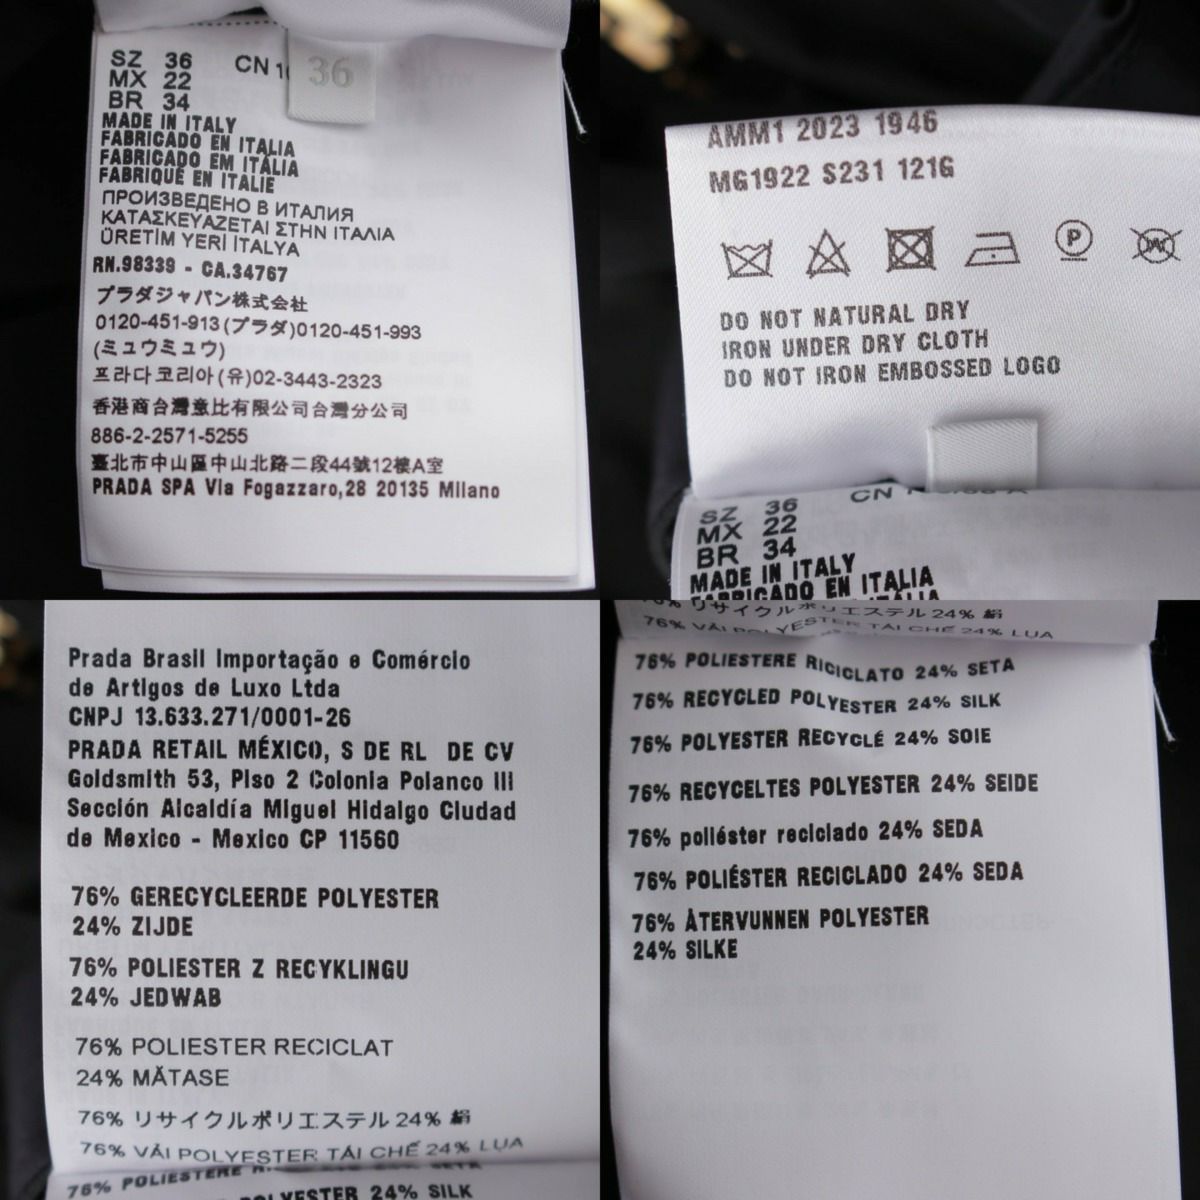 SZ 36
MX 22
BR 34
CN
36
MADE IN ITALY
FABRICADO EN ITALIA
FABRICADO EM ITÁLIA
FABRIQUÉ EN ITALIE
ПРОИЗВЕДЕНО В ИТАЛИЯ
ΚΑΤΑΣΚΕΥΑΖΕΤΑΙ ΣΤΗΝ ΙΤΑΛΙΑ
ÜRETİM YERİ İTALYA
RN.98339 - CA.34767
プラダジャパン株式会社
0120-451-913(プラダ)0120-451-993
(ミュウミュウ)
프라다코리아(유)02-3443-2323
香港商台灣意比有限公司台灣分公司
886-2-2571-5255
臺北市中山區中山北路二段44號12樓A室
PRADA SPA Via Fogazzaro,28 20135 Milano
AMM1 2023 1946
MG1922 S231 121G
P
W
DO NOT NATURAL DRY
IRON UNDER DRY CLOTH
DO NOT IRON EMBOSSED LOGO
SZ 36
MX 22
BR 34
CN
MADE IN ITALY
FABRICADO EN ITALIA
Prada Brasil Importação e Comércio
de Artigos de Luxo Ltda
CNPJ 13.633.271/0001-26
PRADA RETAIL MÉXICO, S DE RL DE CV
Goldsmith 53, Piso 2 Colonia Polanco III
Sección Alcaldía Miguel Hidalgo Ciudad
de Mexico - Mexico CP 11560
76% GERECYCLEERDE POLYESTER
24% ZIJDE
76% POLIESTER Z RECYKLINGU
24% JEDWAB
76% POLIESTER RECICLAT
24% MĂTASE
76% リサイクルポリエステル 24% 絹
76% VẢI POLYESTER TÁI CHẾ 24% LỤA
76% POLIESTERE
POLYESTER 24% SILK
76% リサイクルポリエステル 24% 絹
76% VẢI POLYESTER TÁI CHẾ 24% LỤA
76% POLIESTERE RICICLATO 24% SETA
76% RECYCLED POLYESTER 24% SILK
76% POLYESTER RECYCLÉ 24% SOIE
76% RECYCELTES POLYESTER 24% SEIDE
76% poliéster reciclado 24% SEDA
76% POLIÉSTER RECICLADO 24% SEDA
76% ÅTERVUNNEN POLYESTER
24% SILKE